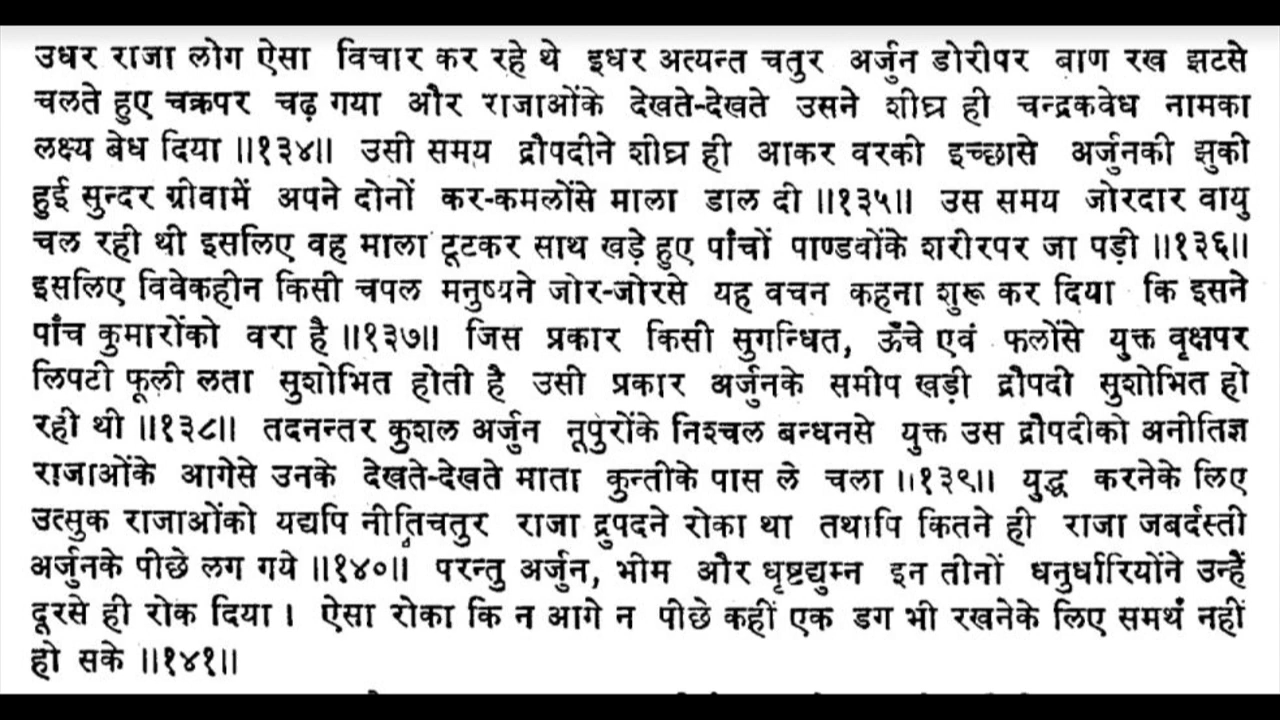 उधर राजा लोग ऐसा विचार कर रहे थे इधर अत्यन्त चतुर अर्जुन डोरीपर बाण रख झटसे
चलते हुए चक्रपर चढ़ गया और राजाओंके देखते-देखते उसने शीघ्र ही चन्द्रकवेध नामका
लक्ष्य बेध दिया ॥१३४॥ उसी समय द्रौपदीने शीघ्र ही आकर वरकी इच्छासे अर्जुनकी झुकी
हुई सुन्दर ग्रीवामें अपने दोनों कर-कमलोंसे माला डाल दी ॥१३५॥ उस समय जोरदार वायु
चल रही थी इसलिए वह माला टूटकर साथ खड़े हुए पाँचों पाण्डवोंके शरीरपर जा पड़ी ॥१३६॥
इसलिए विवेकहीन किसी चपल मनुष्यने जोर-जोरसे यह वचन कहना शुरू कर दिया कि इसने
पाँच कुमारोंको वरा है ॥१३७॥ जिस प्रकार किसी सुगन्धित, ऊँचे एवं फलोंसे युक्त वृक्षपर
लिपटी फूली लता सुशोभित होती है उसी प्रकार अर्जुनके समीप खड़ी द्रौपदी सुशोभित हो
रही थी ॥१३८॥ तदनन्तर कुशल अर्जुन नूपुरोंके निश्चल बन्धनसे युक्त उस द्रौपदीको अनीतिज्ञ
राजाओंके आगेसे उनके देखते-देखते माता कुन्तीके पास ले चला ॥१३९॥ युद्ध करनेके लिए
उत्सुक राजाओंको यद्यपि नीतिचतुर राजा द्रुपदने रोका था तथापि कितने ही राजा जबर्दस्ती
अर्जुनके पीछे लग गये ॥१४०॥ परन्तु अर्जुन, भीम और धृष्टद्युम्न इन तीनों धनुर्धारियोंने उन्हें
दूरसे ही रोक दिया। ऐसा रोका कि न आगे न पीछे कहीं एक डग भी रखनेके लिए समर्थ नहीं
हो सके ॥१४१॥